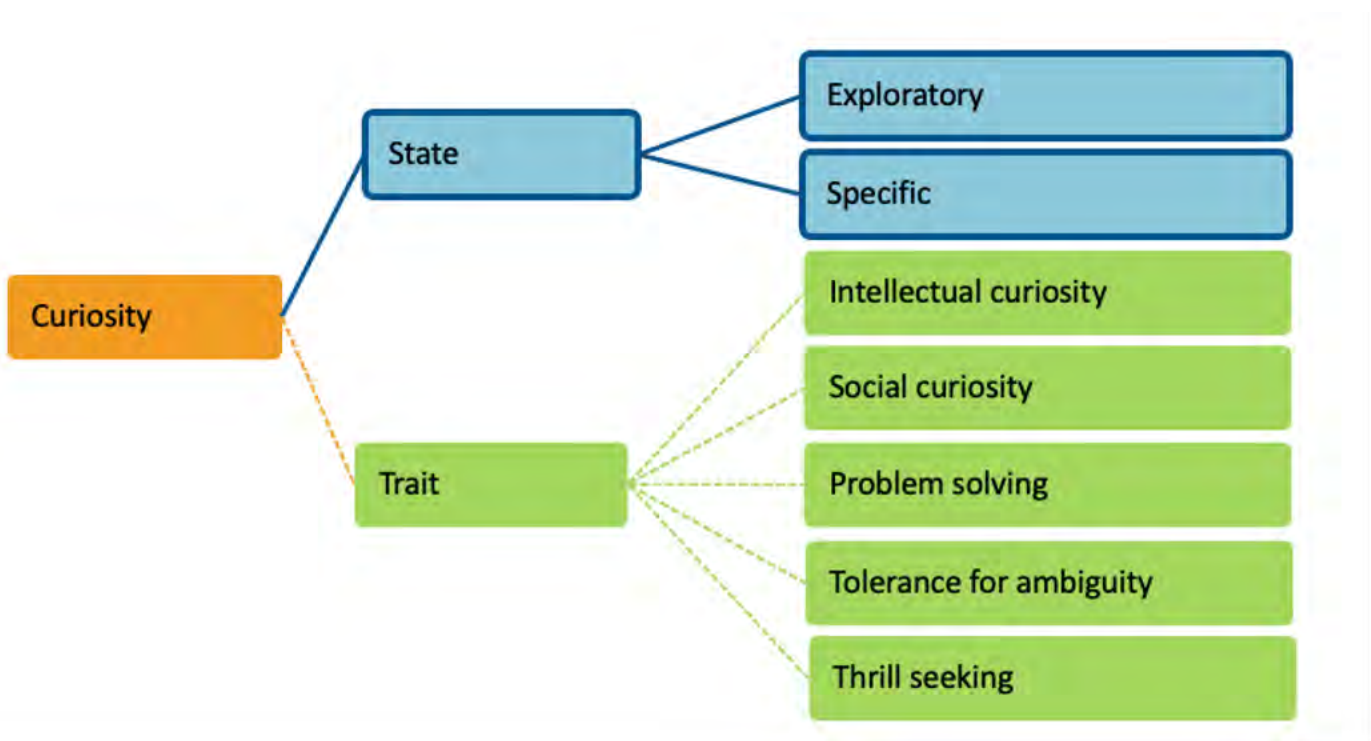 Curiosity
State
Exploratory
Specific
Trait
Intellectual curiosity
Social curiosity
Problem solving
Tolerance for ambiguity
Thrill seeking